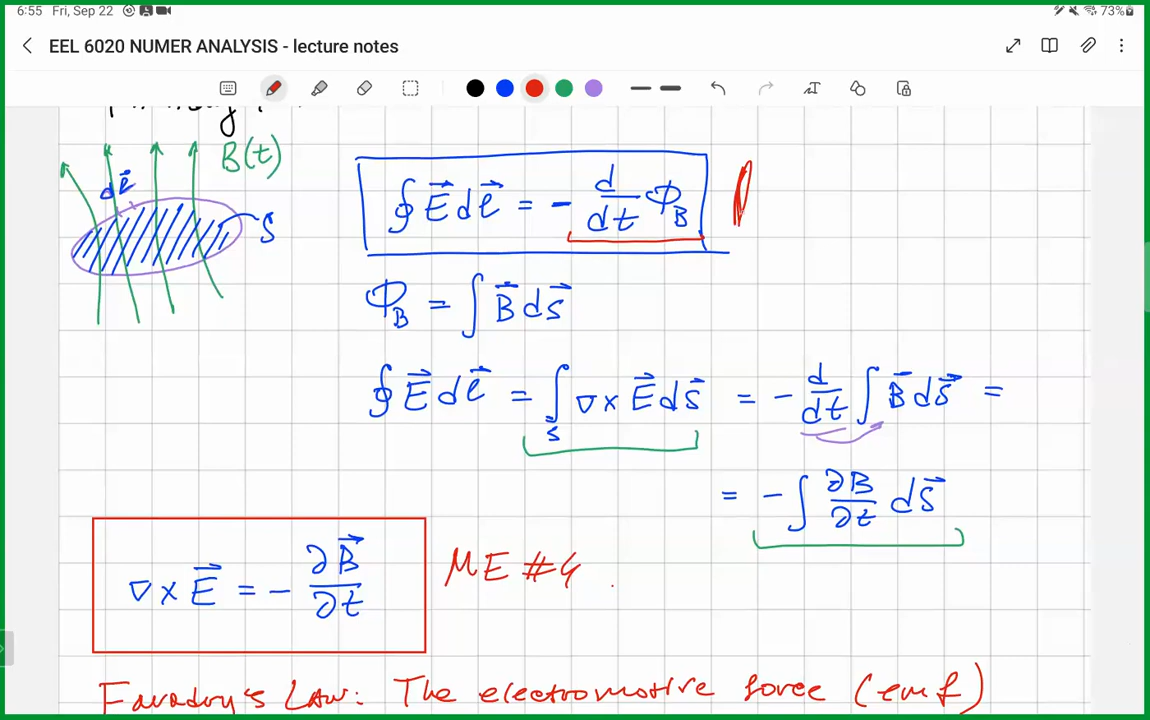 6:55 Fri, Sep 22
73%
EEL 6020 NUMER ANALYSIS - lecture notes
B(t)
dl⃗
S
∮ E⃗ dl⃗ = - d/dt Φ_B
Φ_B = ∫ B⃗ ds⃗
∮ E⃗ dl⃗ = ∫_S ∇ × E⃗ ds⃗ = - d/dt ∫ B⃗ ds⃗ =
= - ∫ ∂B/∂t ds⃗
∇ × E⃗ = - ∂B⃗/∂t
ME #4
Faraday's Law: The electromotive force (emf)